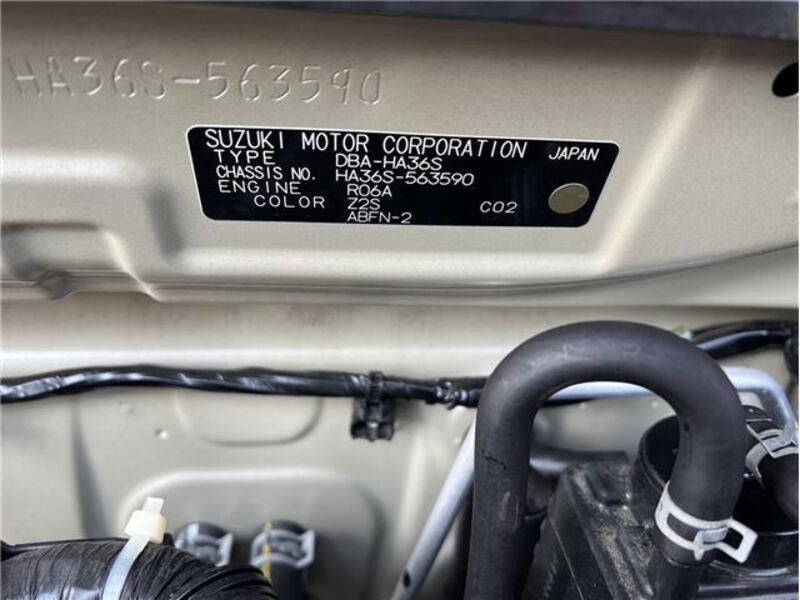 HA36S-563590
SUZUKI MOTOR CORPORATION JAPAN
TYPE DBA-HA36S
CHASSIS NO. HA36S-563590
ENGINE R06A
COLOR Z2S C02
ABFN-2